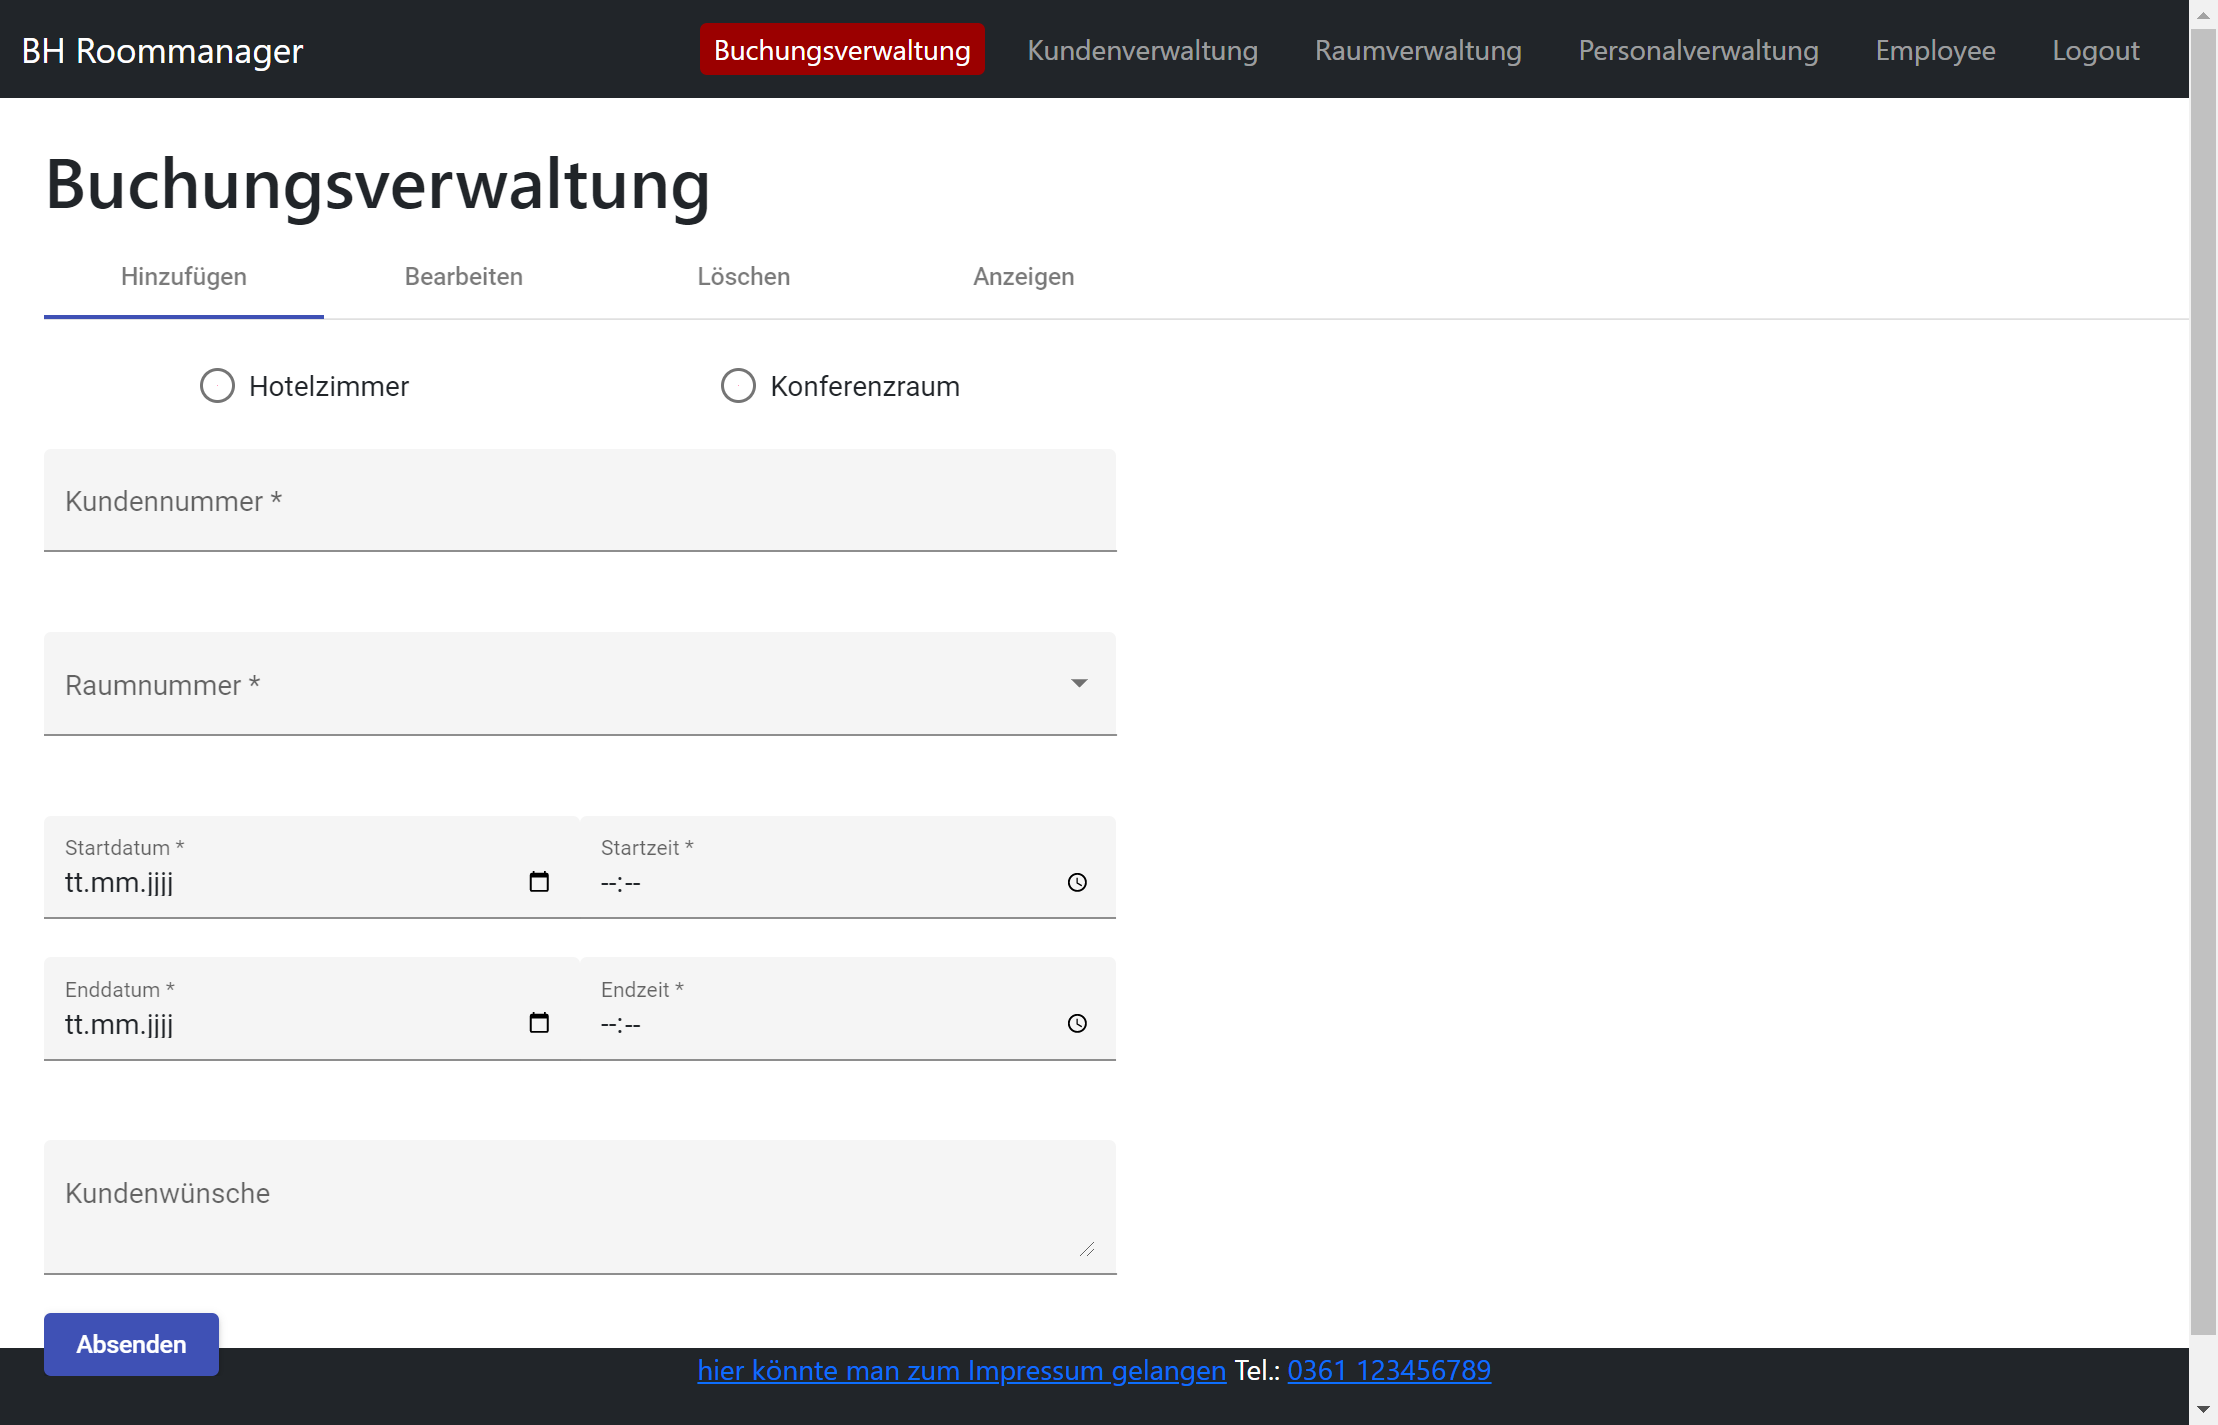 BH Roommanager Buchungsverwaltung Kundenverwaltung Raumverwaltung Personalverwaltung Employee Logout
Buchungsverwaltung
Hinzufügen Bearbeiten Löschen Anzeigen
Hotelzimmer Konferenzraum
Kundennummer *
Raumnummer *
Startdatum * Startzeit *
tt.mm.jjjj --:--
Enddatum * Endzeit *
tt.mm.jjjj --:--
Kundenwünsche
Absenden
hier könnte man zum Impressum gelangen Tel.: 0361 123456789